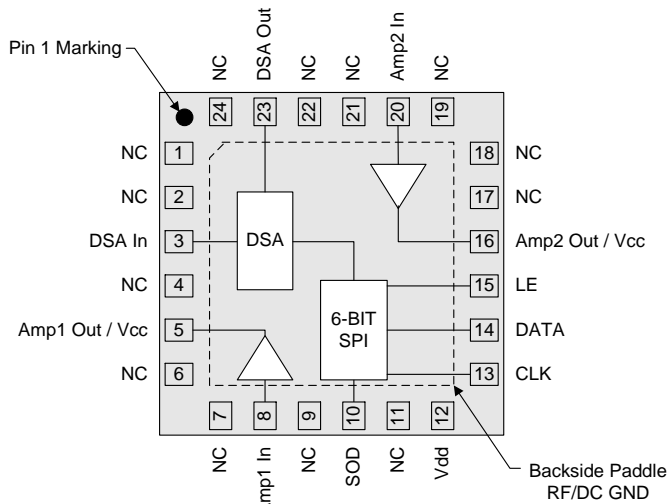 Pin 1 Marking
NC
DSA Out
NC
NC
Amp2 In
NC
24
23
22
21
20
19
NC
1
18
NC
NC
2
17
NC
DSA In
3
DSA
16
Amp2 Out / Vcc
NC
4
15
LE
Amp1 Out / Vcc
5
6-BIT
SPI
14
DATA
NC
6
13
CLK
7
8
9
10
11
12
NC
mp1 In
NC
SOD
NC
Vdd
Backside Paddle
RF/DC GND